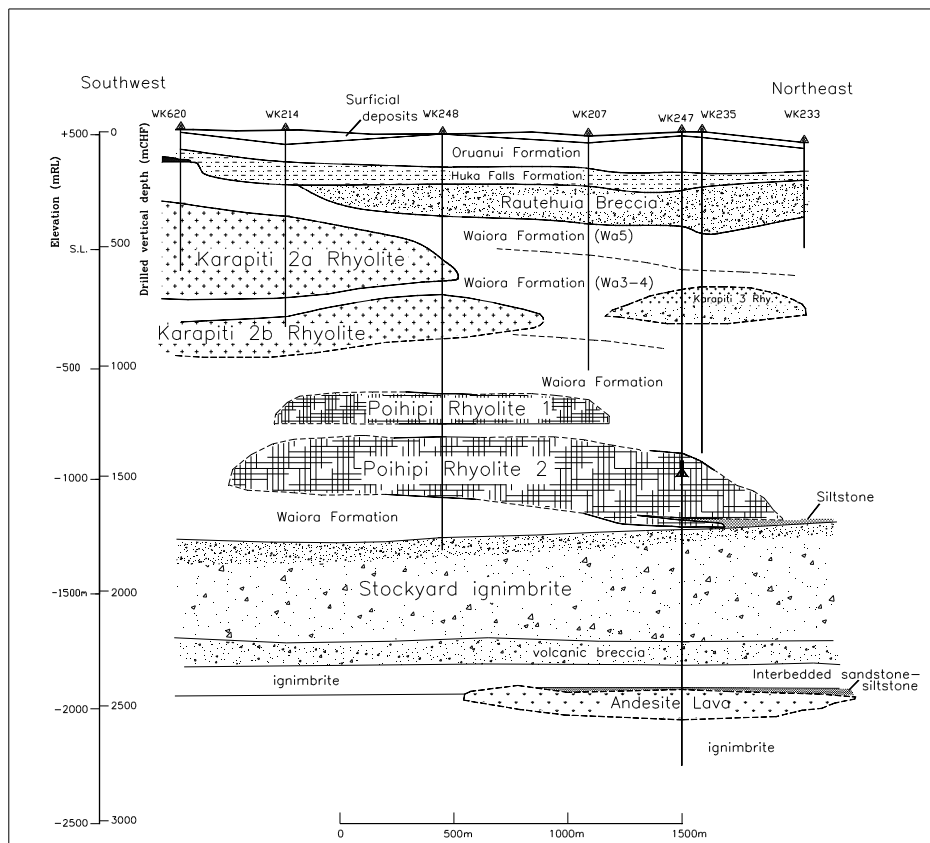 Southwest
Northeast
Surficial
deposits
WK620
WK214
WK248
WK207
WK247
WK235
WK233
+500
0
Oruanui Formation
Huka Falls Formation
Rautehuia Breccia
Elevation (mRL)
Drilled vertical depth (mCHF)
Waiora Formation (Wa5)
S.L.
500
Karapiti 2a Rhyolite
Waiora Formation (Wa3-4)
Karapiti 3 Rhy.
Karapiti 2b Rhyolite
-500
1000
Waiora Formation
Poihipi Rhyolite 1
Poihipi Rhyolite 2
-1000
1500
Siltstone
Waiora Formation
Stockyard ignimbrite
-1500m
2000
volcanic breccia
ignimbrite
Interbedded sandstone-
siltstone
Andesite Lava
-2000
2500
ignimbrite
-2500
3000
0
500m
1000m
1500m